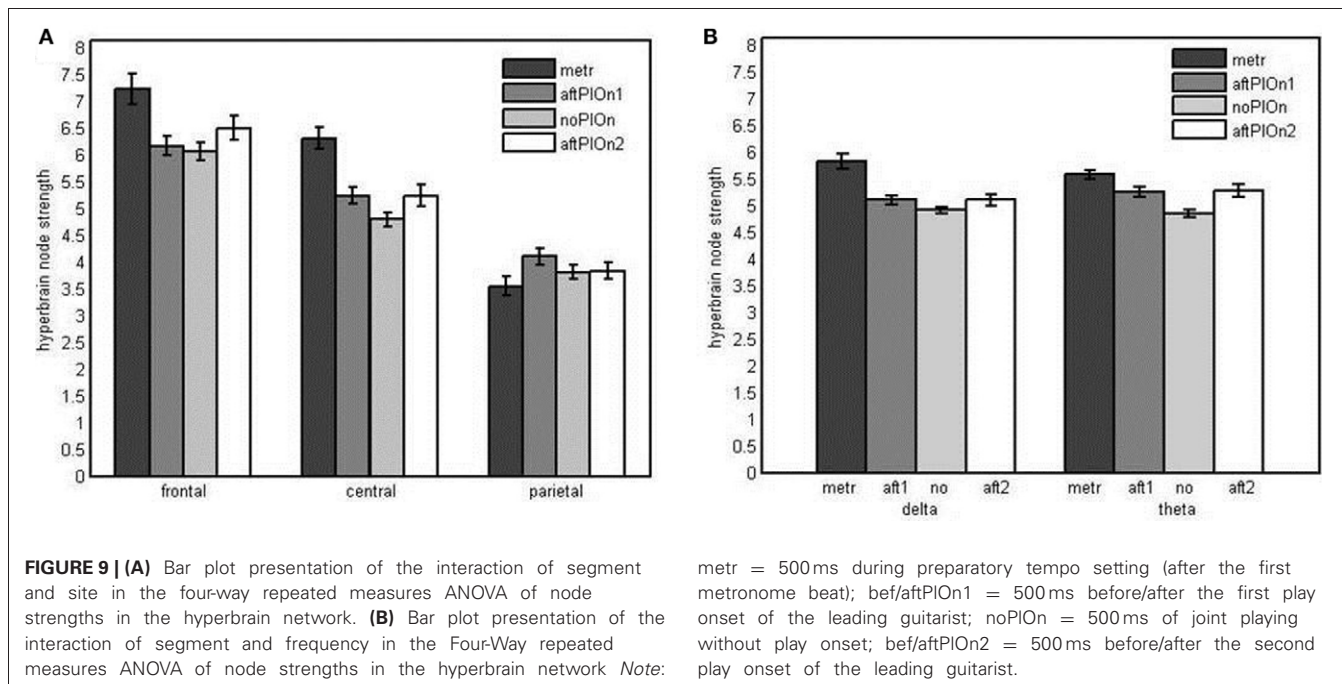 A
8
7.5
7
6.5
6
5.5
5
4.5
4
3.5
3
2.5
2
1.5
1
0.5
0
hyperbrain node strength
metr
aftPlOn1
noPlOn
aftPlOn2
frontal central parietal
B
8
7.5
7
6.5
6
5.5
5
4.5
4
3.5
3
2.5
2
1.5
1
0.5
0
hyperbrain node strength
metr
aftPlOn1
noPlOn
aftPlOn2
metr aft1 no aft2 metr aft1 no aft2
delta theta
FIGURE 9 | (A) Bar plot presentation of the interaction of segment
and site in the four-way repeated measures ANOVA of node
strengths in the hyperbrain network. (B) Bar plot presentation of the
interaction of segment and frequency in the Four-Way repeated
measures ANOVA of node strengths in the hyperbrain network Note:
metr = 500 ms during preparatory tempo setting (after the first
metronome beat); bef/aftPlOn1 = 500 ms before/after the first play
onset of the leading guitarist; noPlOn = 500 ms of joint playing
without play onset; bef/aftPlOn2 = 500 ms before/after the second
play onset of the leading guitarist.